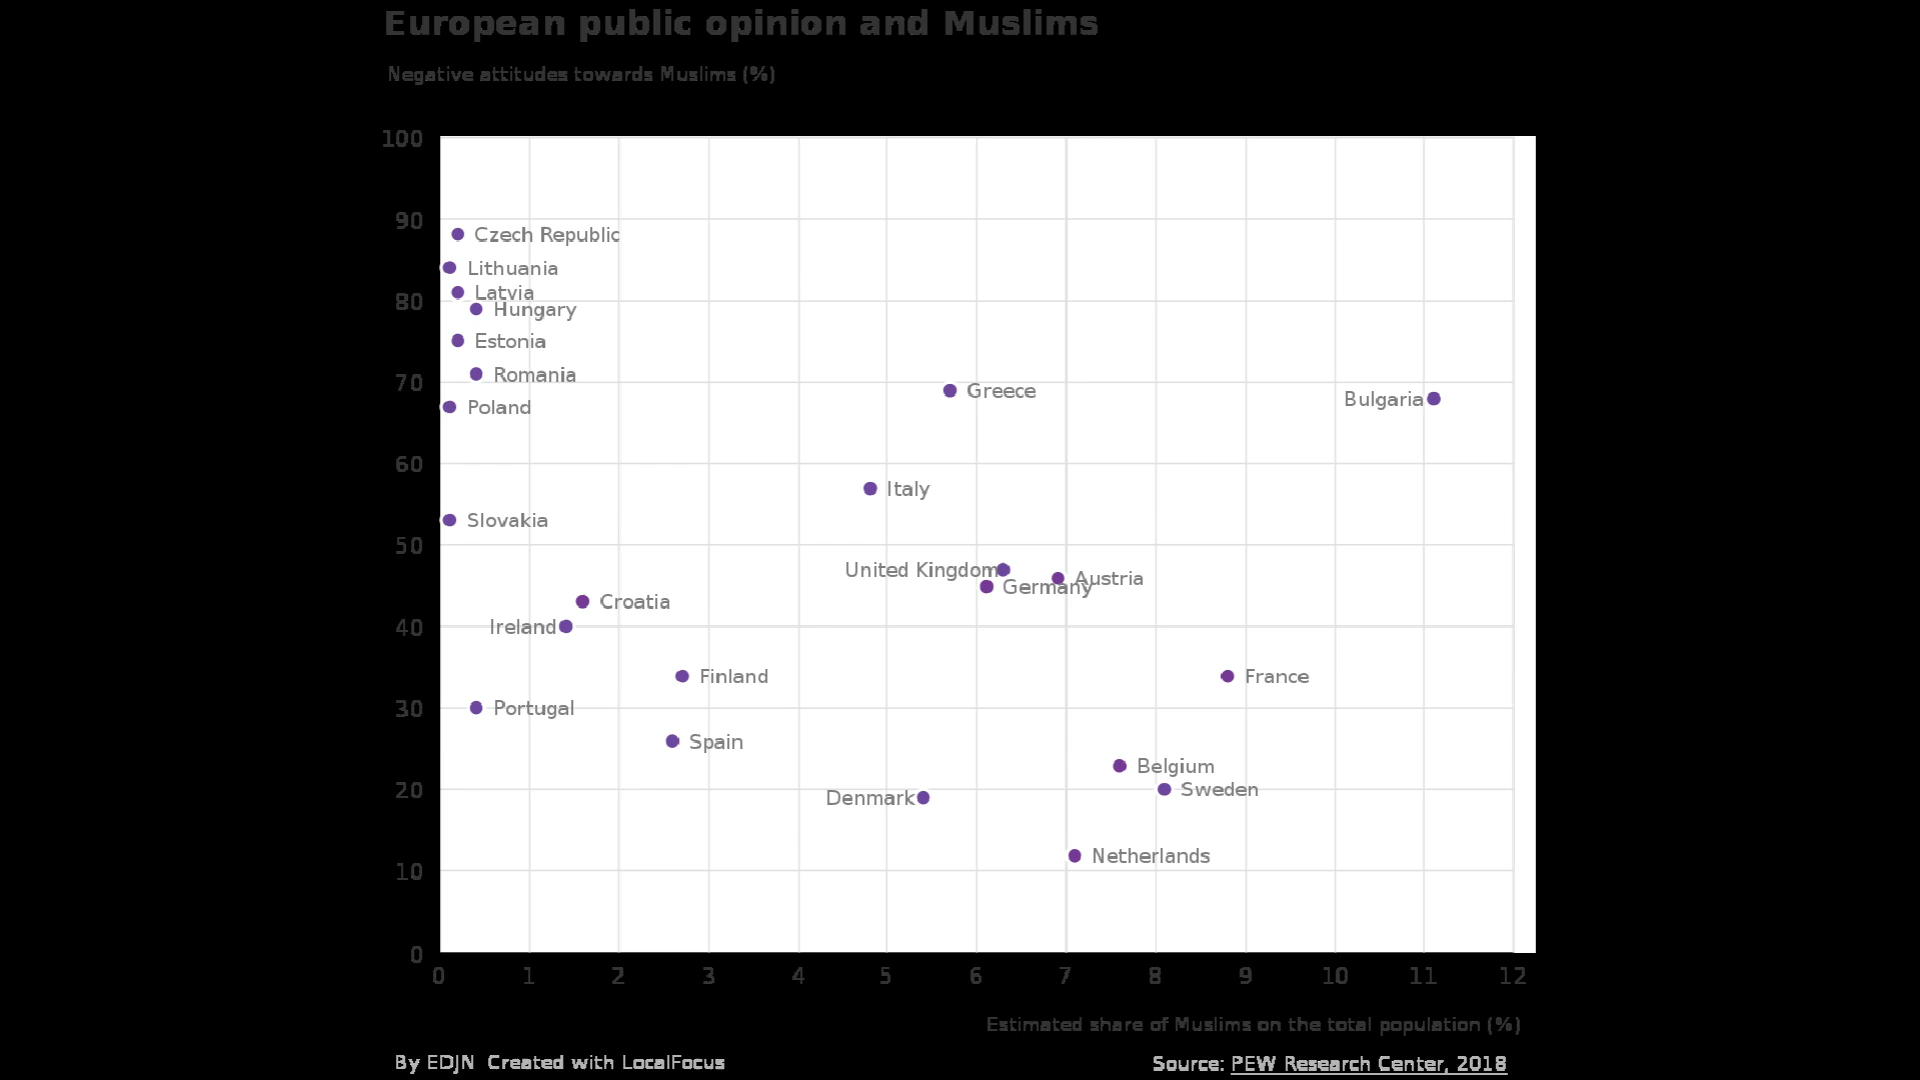 European public opinion and Muslims
Negative attitudes towards Muslims (%)
100
90
Czech Republic
Lithuania
Latvia
80
Hungary
Estonia
Romania
70
Greece
Bulgaria
Poland
60
Italy
Slovakia
50
United Kingdom
Austria
Germany
Croatia
40
Ireland
Finland
France
30
Portugal
Spain
Belgium
20
Sweden
Denmark
Netherlands
10
0
0 1 2 3 4 5 6 7 8 9 10 11 12
Estimated share of Muslims on the total population (%)
By EDJN Created with LocalFocus
Source: PEW Research Center, 2018